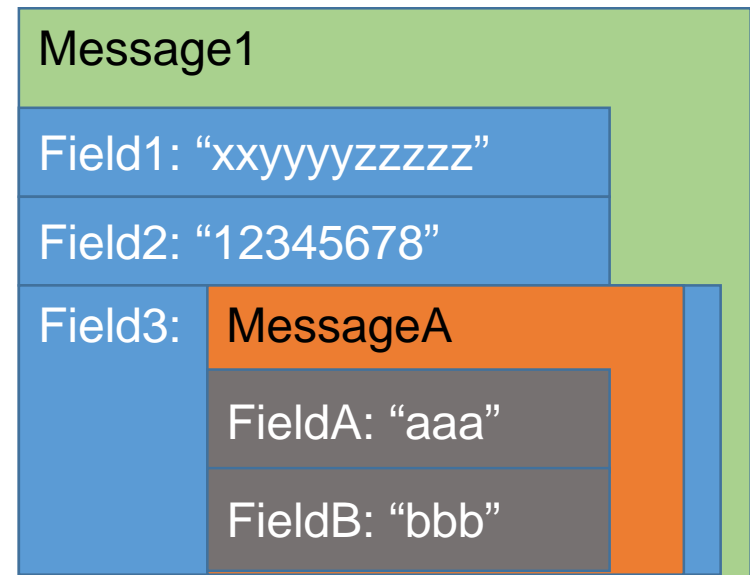 Message1
Field1: “xxyyyyzzzzz”
Field2: “12345678”
Field3: MessageA
FieldA: “aaa”
FieldB: “bbb”